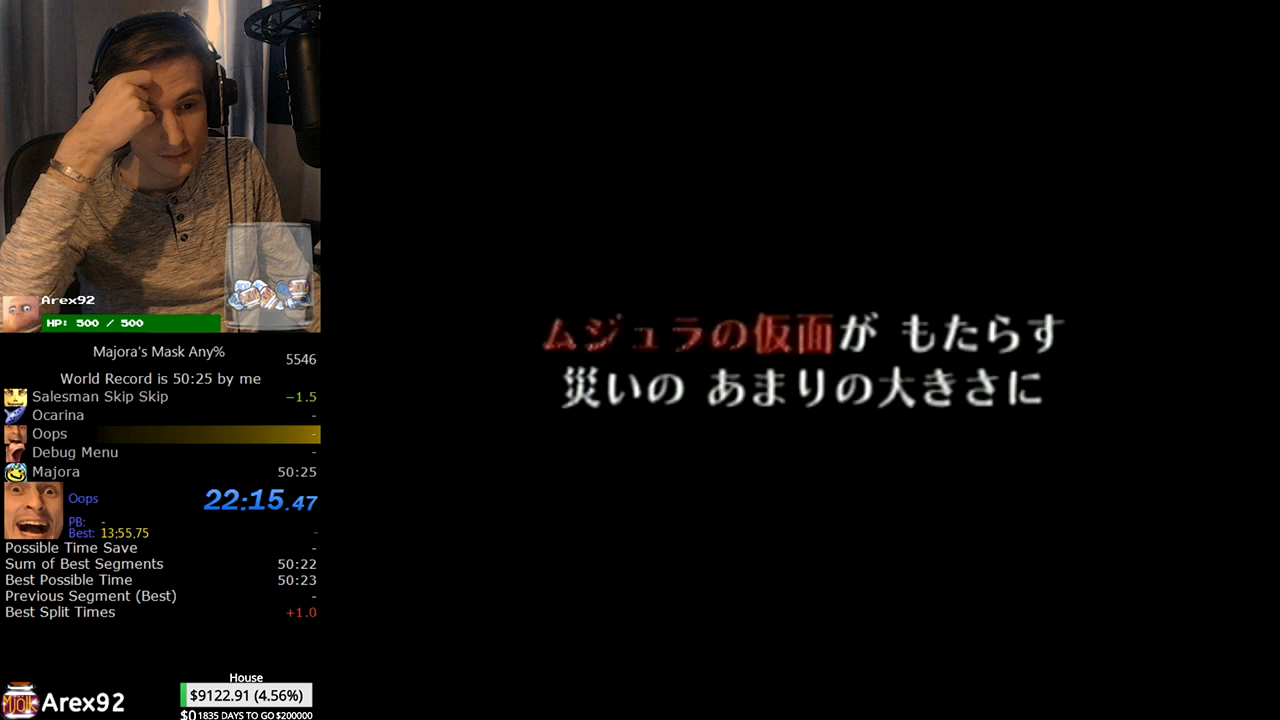 Arex92
HP: 500 / 500
Majora's Mask Any%
5546
World Record is 50:25 by me
Salesman Skip Skip −1.5
Ocarina -
Oops -
Debug Menu -
Majora 50:25
Oops 22:15.47
PB: -
Best: 13:55.75 -
Possible Time Save -
Sum of Best Segments 50:22
Best Possible Time 50:23
Previous Segment (Best) -
Best Split Times +1.0
House
MJÖLK Arex92
$9122.91 (4.56%)
$0 1835 DAYS TO GO $200000
ムジュラの仮面が もたらす
災いの あまりの大きさに